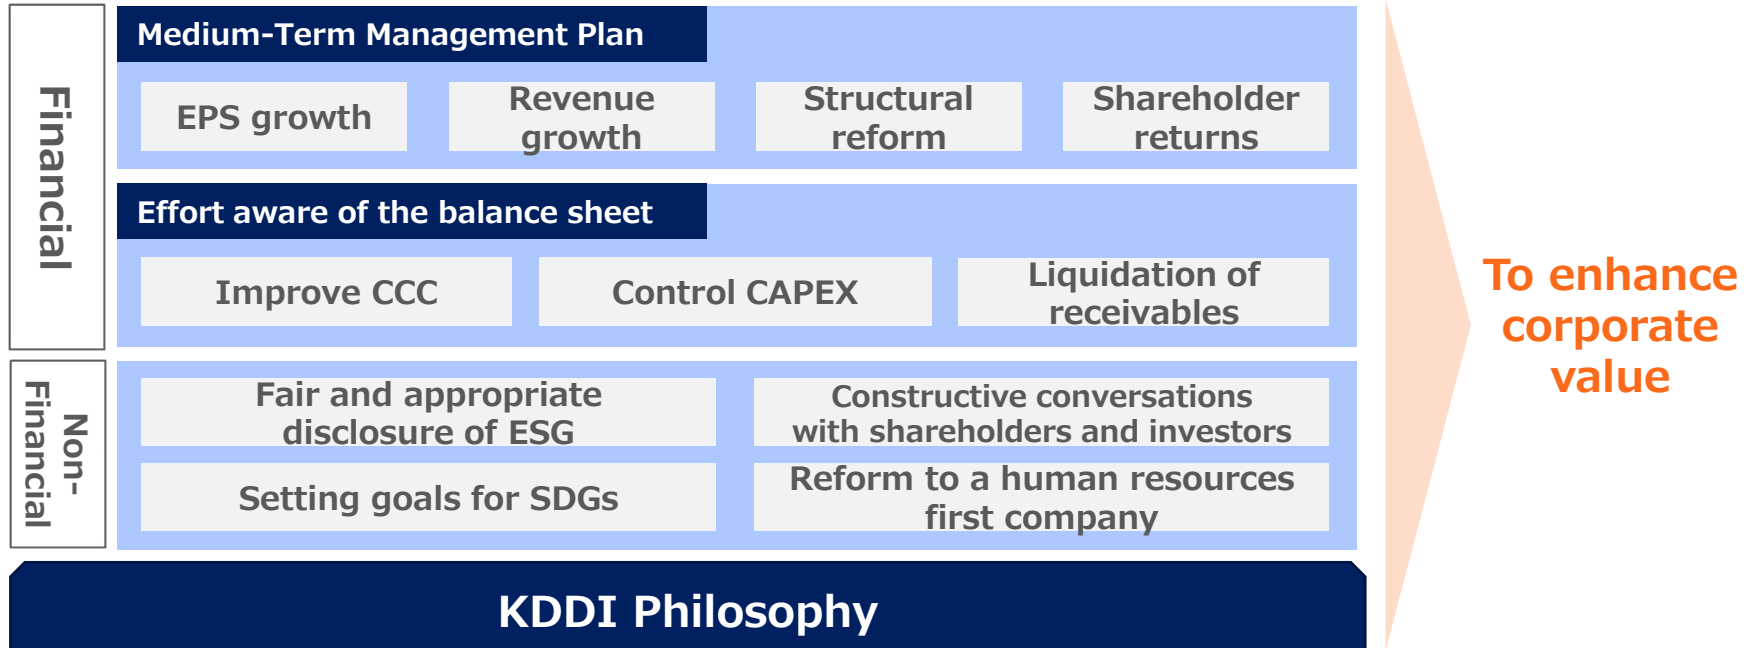 Financial
Medium-Term Management Plan
EPS growth
Revenue
growth
Structural
reform
Shareholder
returns
Effort aware of the balance sheet
Improve CCC
Control CAPEX
Liquidation of
receivables
Non-
Financial
Fair and appropriate
disclosure of ESG
Constructive conversations
with shareholders and investors
Setting goals for SDGs
Reform to a human resources
first company
KDDI Philosophy
To enhance
corporate
value